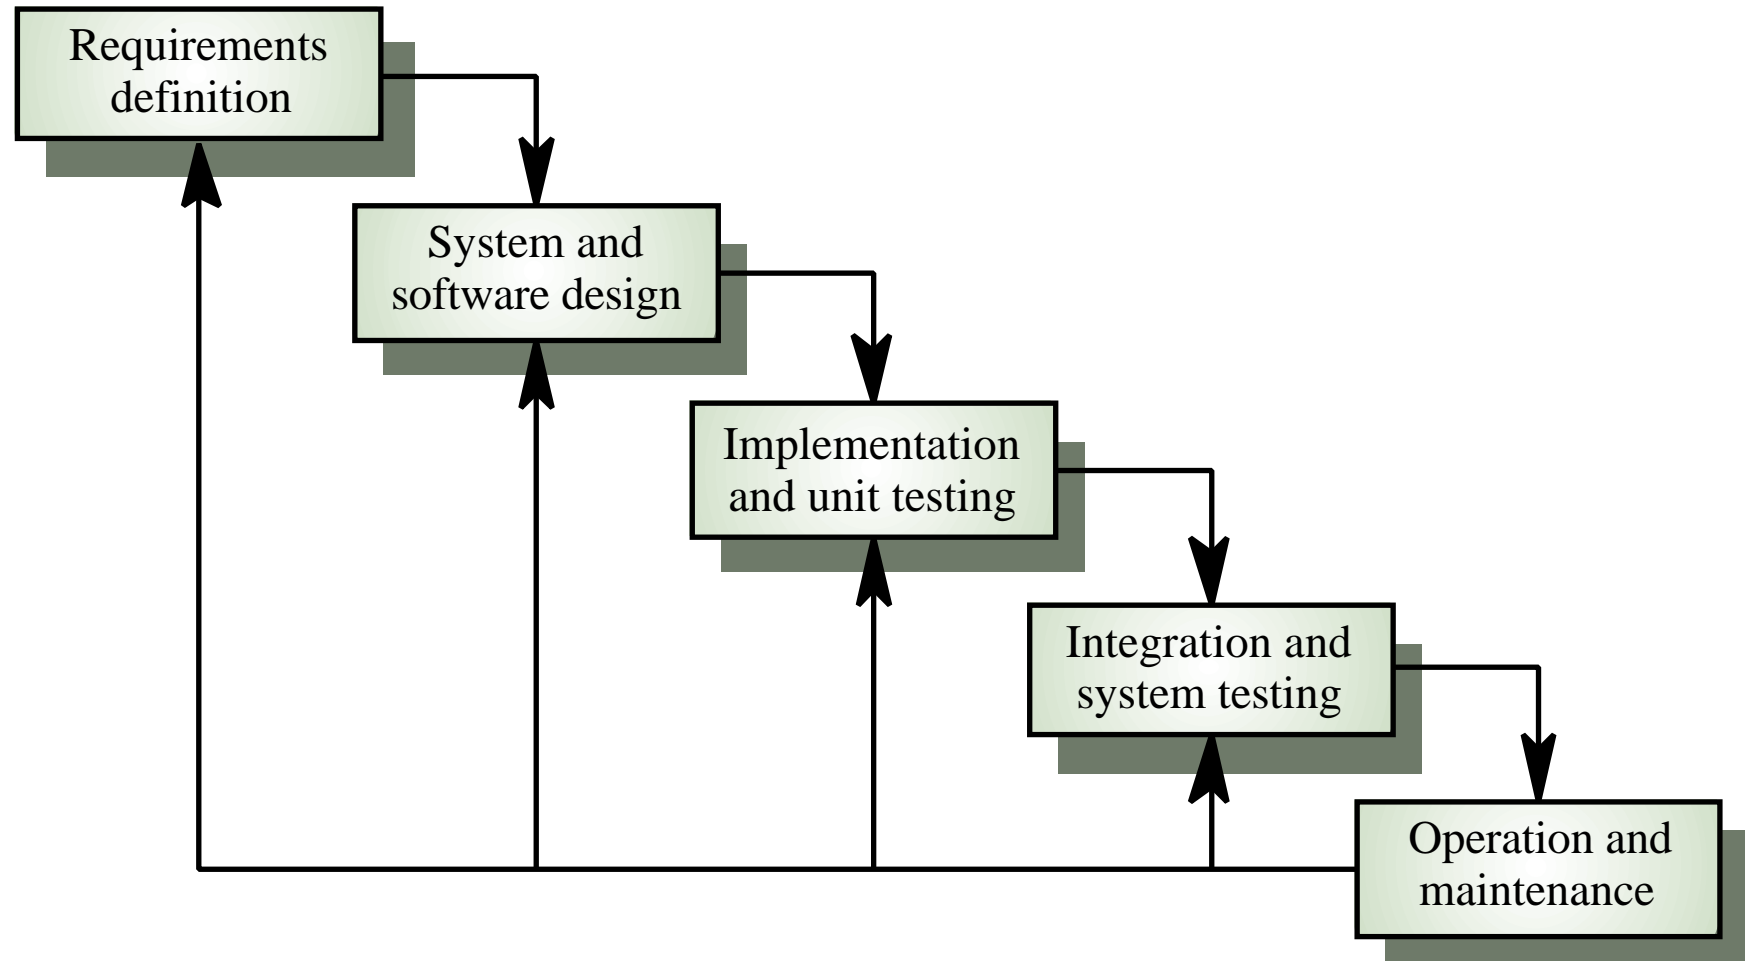 Requirements
definition
System and
software design
Implementation
and unit testing
Integration and
system testing
Operation and
maintenance